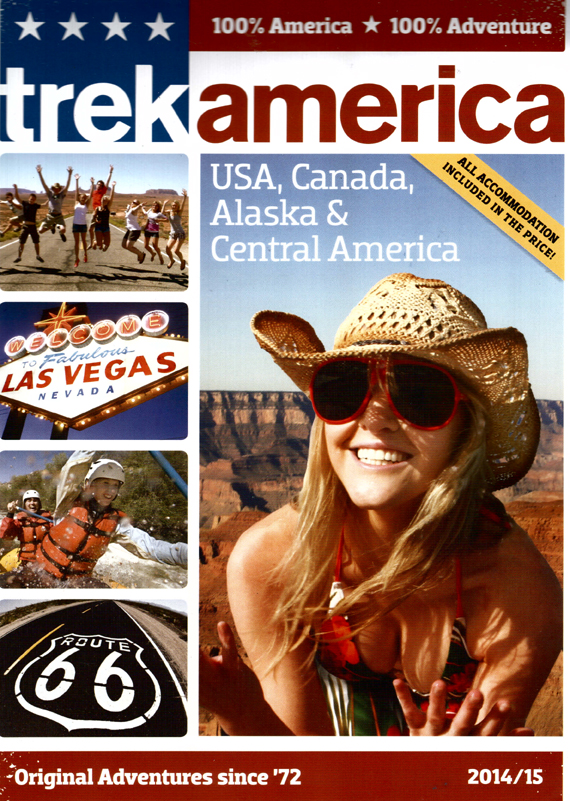 100% America ★ 100% Adventure
trekamerica
USA, Canada,
Alaska &
Central America
ALL ACCOMMODATION
INCLUDED IN THE PRICE!
WELCOME
TO Fabulous
LAS VEGAS
NEVADA
ROUTE
66
Original Adventures since '72
2014/15